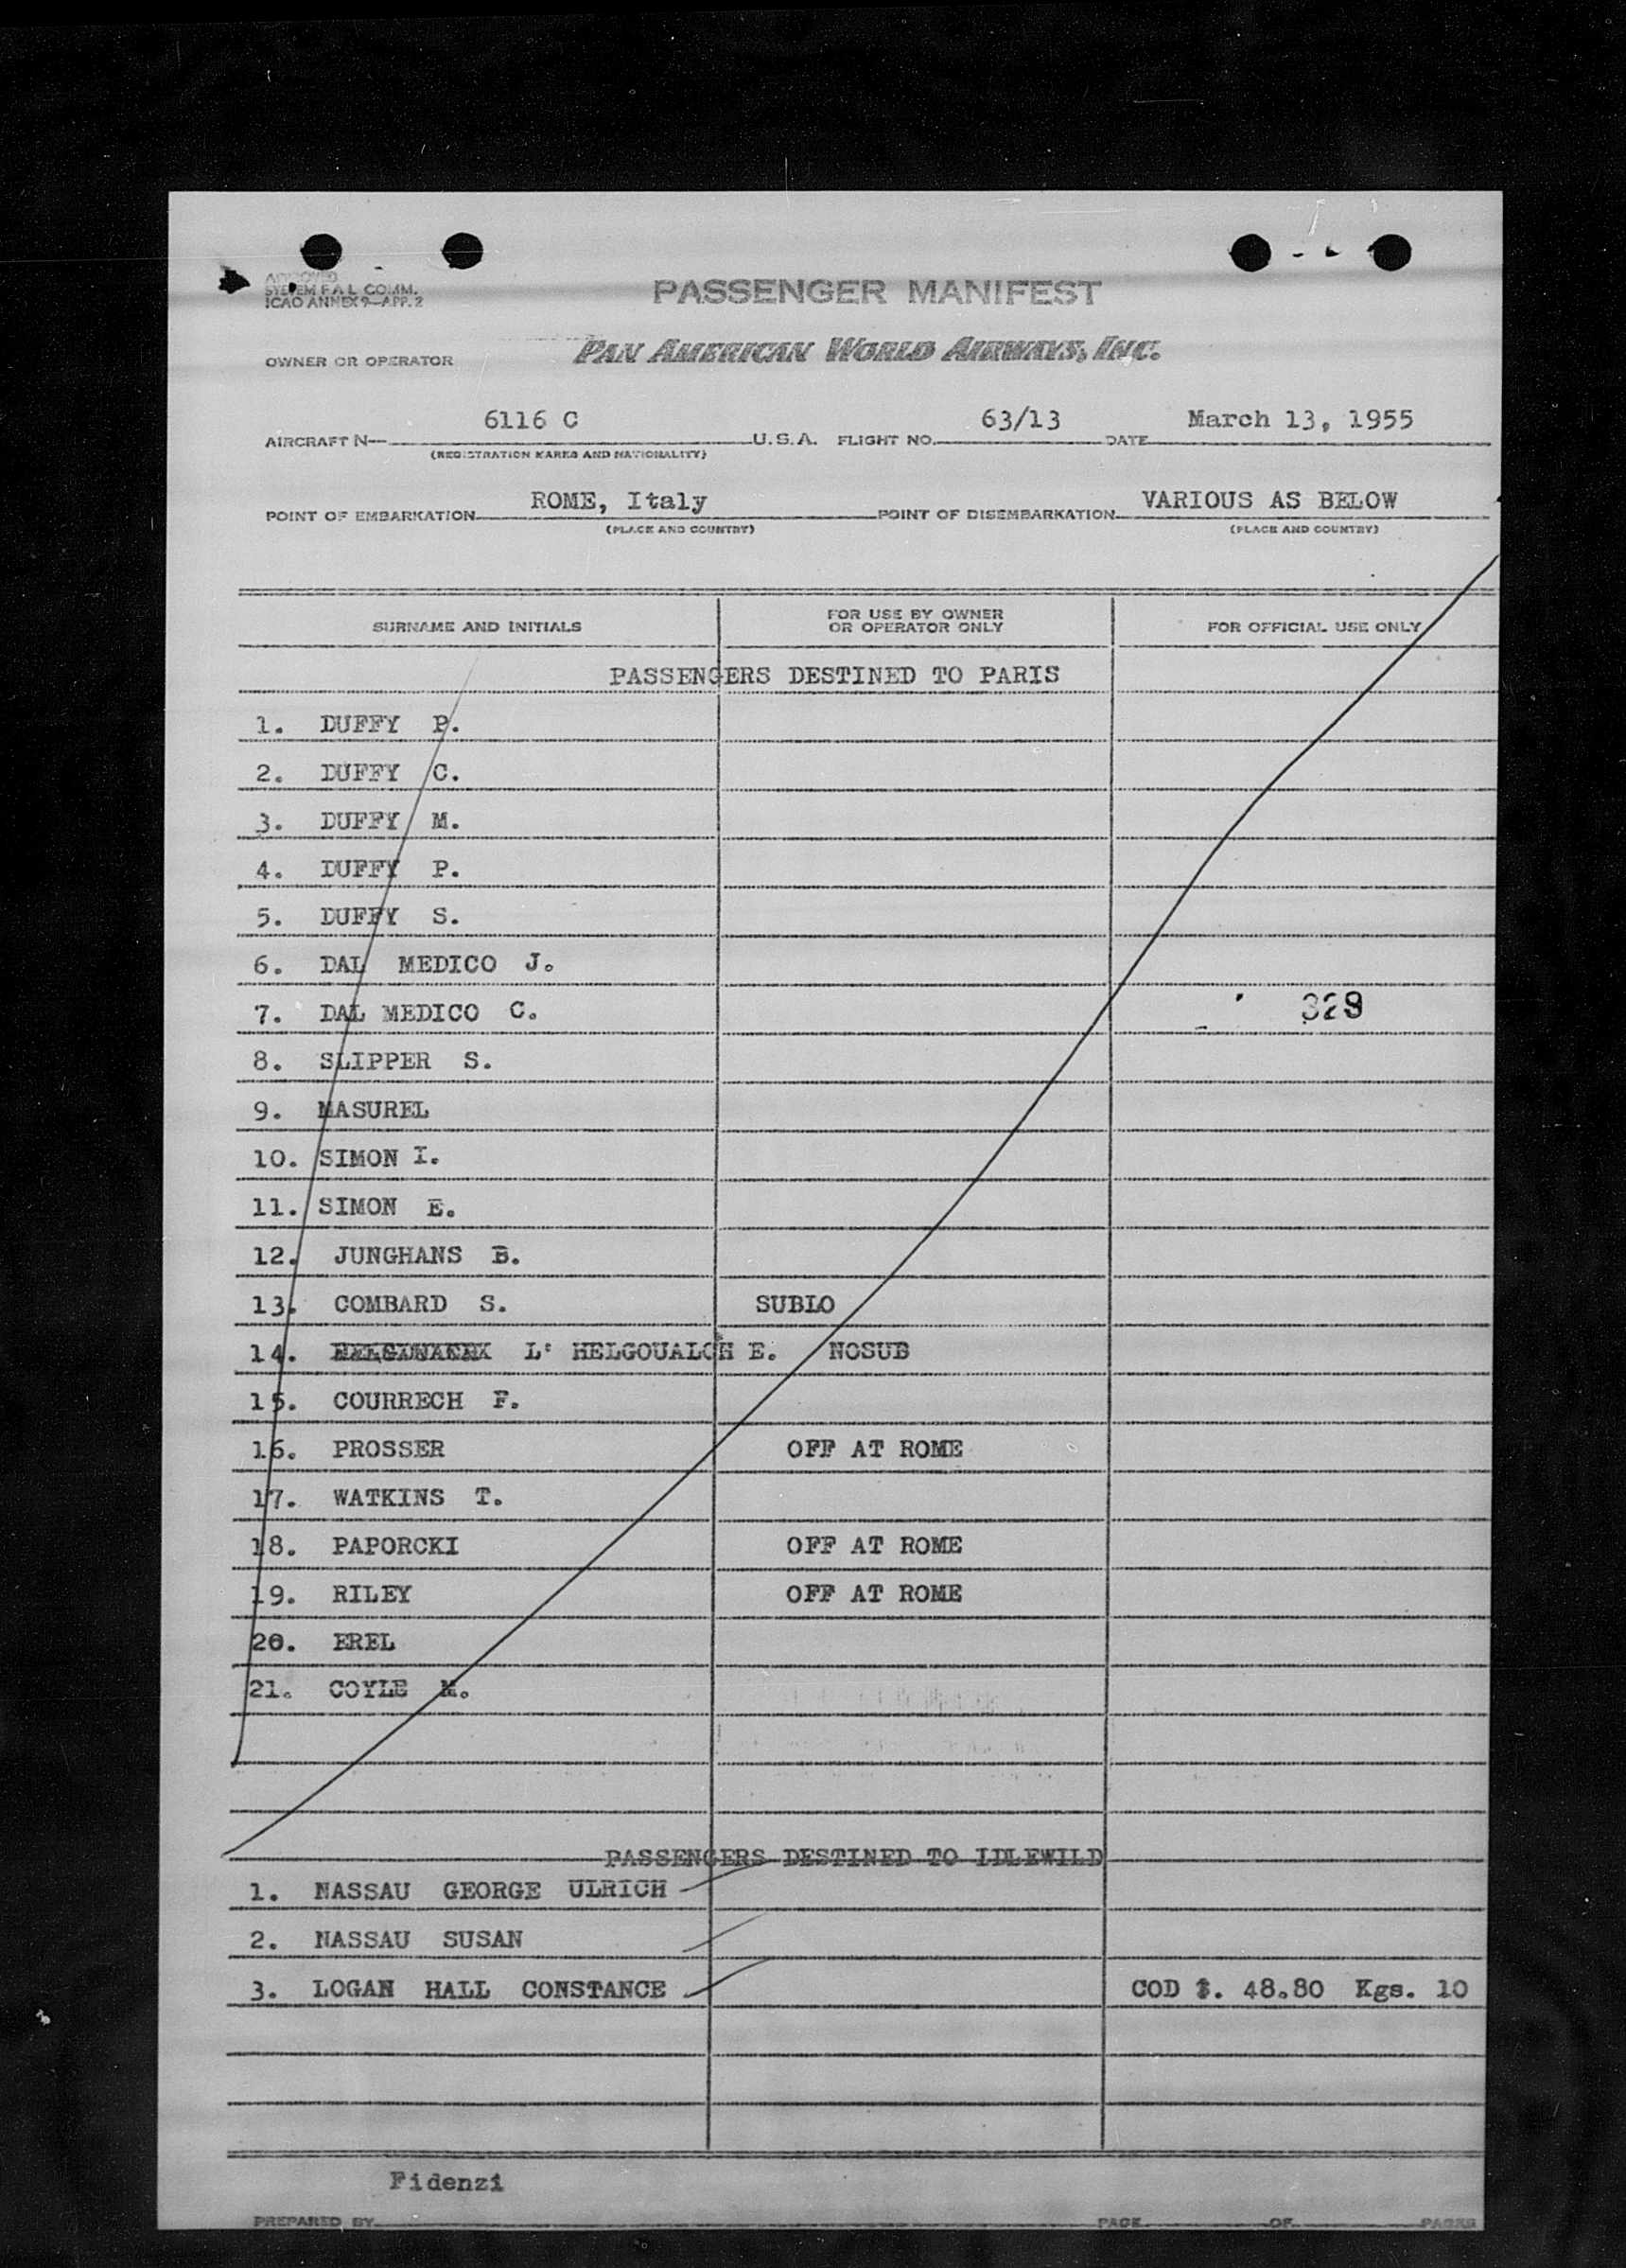 APPROVED
SYSTEM F.A.L. COMM.
ICAO ANNEX 9-APP. 2
PASSENGER MANIFEST
OWNER OR OPERATOR PAN AMERICAN WORLD AIRWAYS, INC.
AIRCRAFT N- 6116 C U.S.A. FLIGHT NO. 63/13 DATE March 13, 1955
(REGISTRATION MARKS AND NATIONALITY)
POINT OF EMBARKATION ROME, Italy POINT OF DISEMBARKATION VARIOUS AS BELOW
(PLACE AND COUNTRY) (PLACE AND COUNTRY)
SURNAME AND INITIALS FOR USE BY OWNER OR OPERATOR ONLY FOR OFFICIAL USE ONLY
PASSENGERS DESTINED TO PARIS
1. DUFFY P.
2. DUFFY C.
3. DUFFY M.
4. DUFFY P.
5. DUFFY S.
6. DAL MEDICO J.
7. DAL MEDICO C. 329
8. SLIPPER S.
9. MASUREL
10. SIMON I.
11. SIMON E.
12. JUNGHANS B.
13. COMBARD S. SUBLO
14. L' HELGOUALCH E. NOSUB
15. COURRECH F.
16. PROSSER OFF AT ROME
17. WATKINS T.
18. PAPORCKI OFF AT ROME
19. RILEY OFF AT ROME
20. EREL
21. COYLE M.
PASSENGERS DESTINED TO IDLEWILD
1. NASSAU GEORGE ULRICH
2. NASSAU SUSAN
3. LOGAN HALL CONSTANCE COD $. 48.80 Kgs. 10
Fidenzi
PREPARED BY PAGE OF PAGES